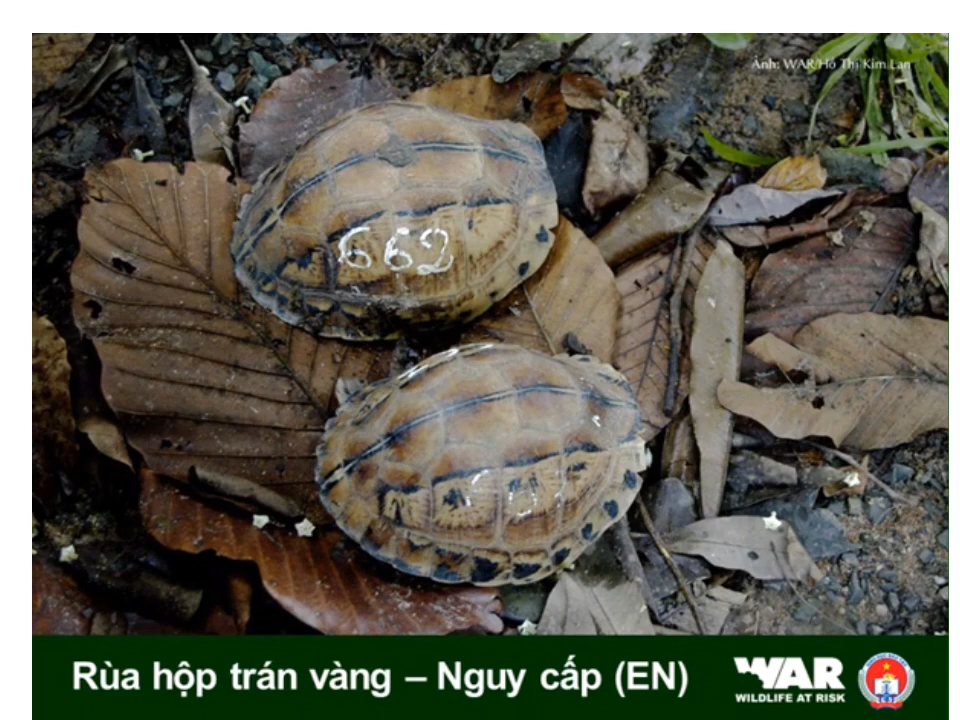 Ảnh: WAR/Hồ Thị Kim Lan
662
Rùa hộp trán vàng – Nguy cấp (EN)
WAR
WILDLIFE AT RISK